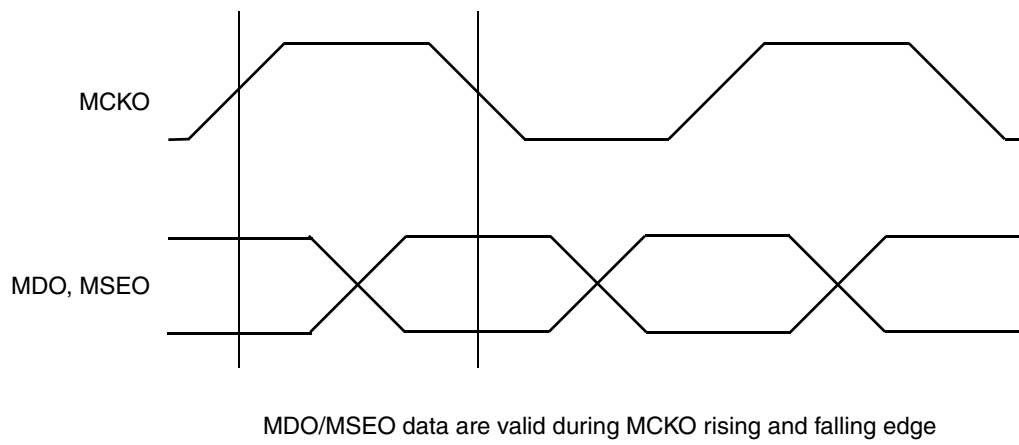 MCKO
MDO, MSEO
MDO/MSEO data are valid during MCKO rising and falling edge